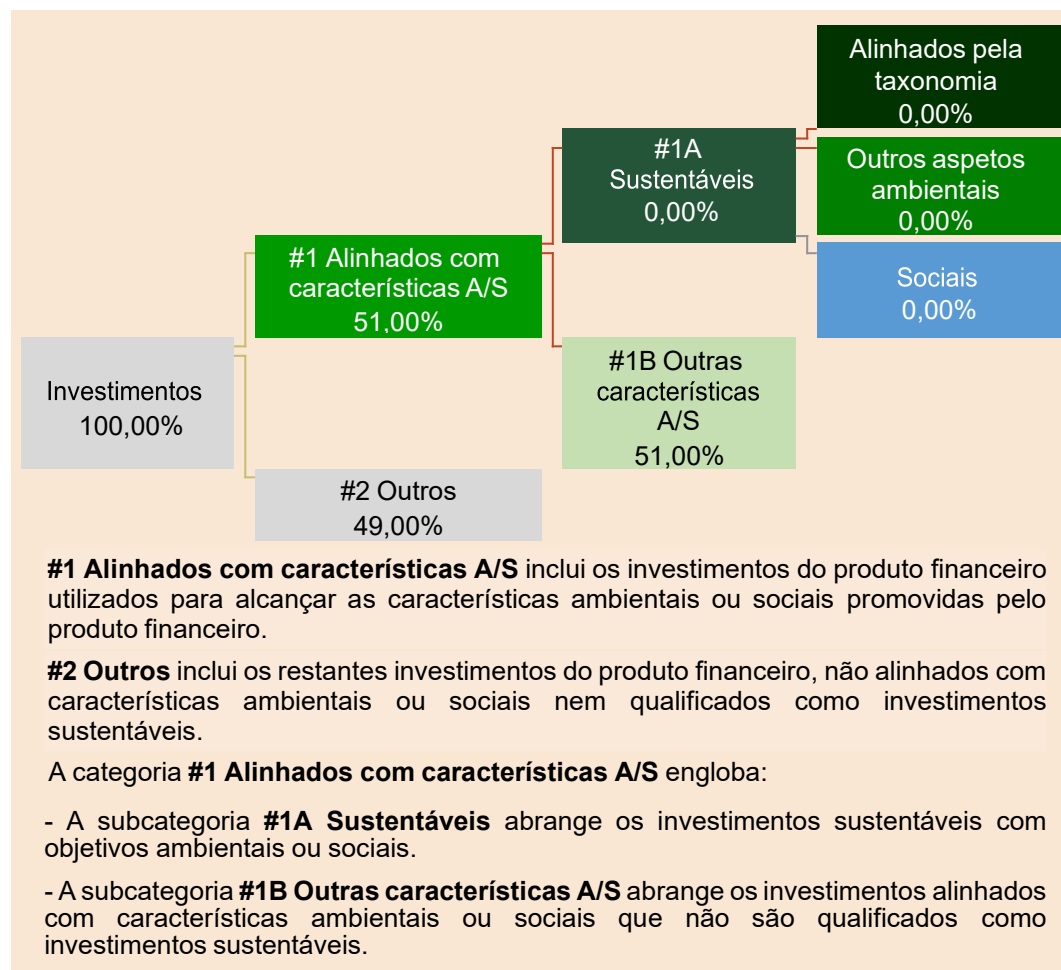 Alinhados pela
taxonomia
0,00%
#1A
Sustentáveis
0,00%
Outros aspetos
ambientais
0,00%
#1 Alinhados com
características A/S
51,00%
Sociais
0,00%
Investimentos
100,00%
#1B Outras
características
A/S
51,00%
#2 Outros
49,00%
#1 Alinhados com características A/S inclui os investimentos do produto financeiro
utilizados para alcançar as características ambientais ou sociais promovidas pelo
produto financeiro.
#2 Outros inclui os restantes investimentos do produto financeiro, não alinhados com
características ambientais ou sociais nem qualificados como investimentos
sustentáveis.
A categoria #1 Alinhados com características A/S engloba:
- A subcategoria #1A Sustentáveis abrange os investimentos sustentáveis com
objetivos ambientais ou sociais.
- A subcategoria #1B Outras características A/S abrange os investimentos alinhados
com características ambientais ou sociais que não são qualificados como
investimentos sustentáveis.